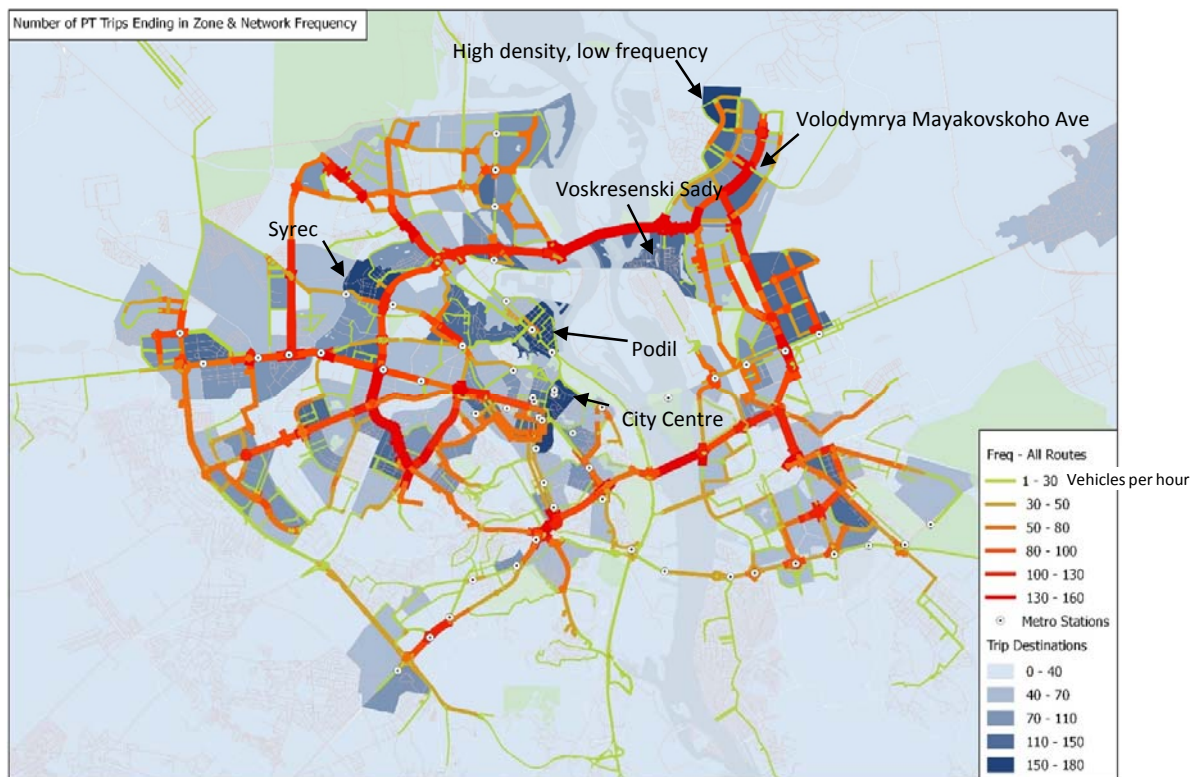 Number of PT Trips Ending in Zone & Network Frequency
High density, low frequency
Volodymrya Mayakovskoho Ave
Voskresenski Sady
Syrec
Podil
City Centre
Freq - All Routes
1 - 30 Vehicles per hour
30 - 50
50 - 80
80 - 100
100 - 130
130 - 160
Metro Stations
Trip Destinations
0 - 40
40 - 70
70 - 110
110 - 150
150 - 180